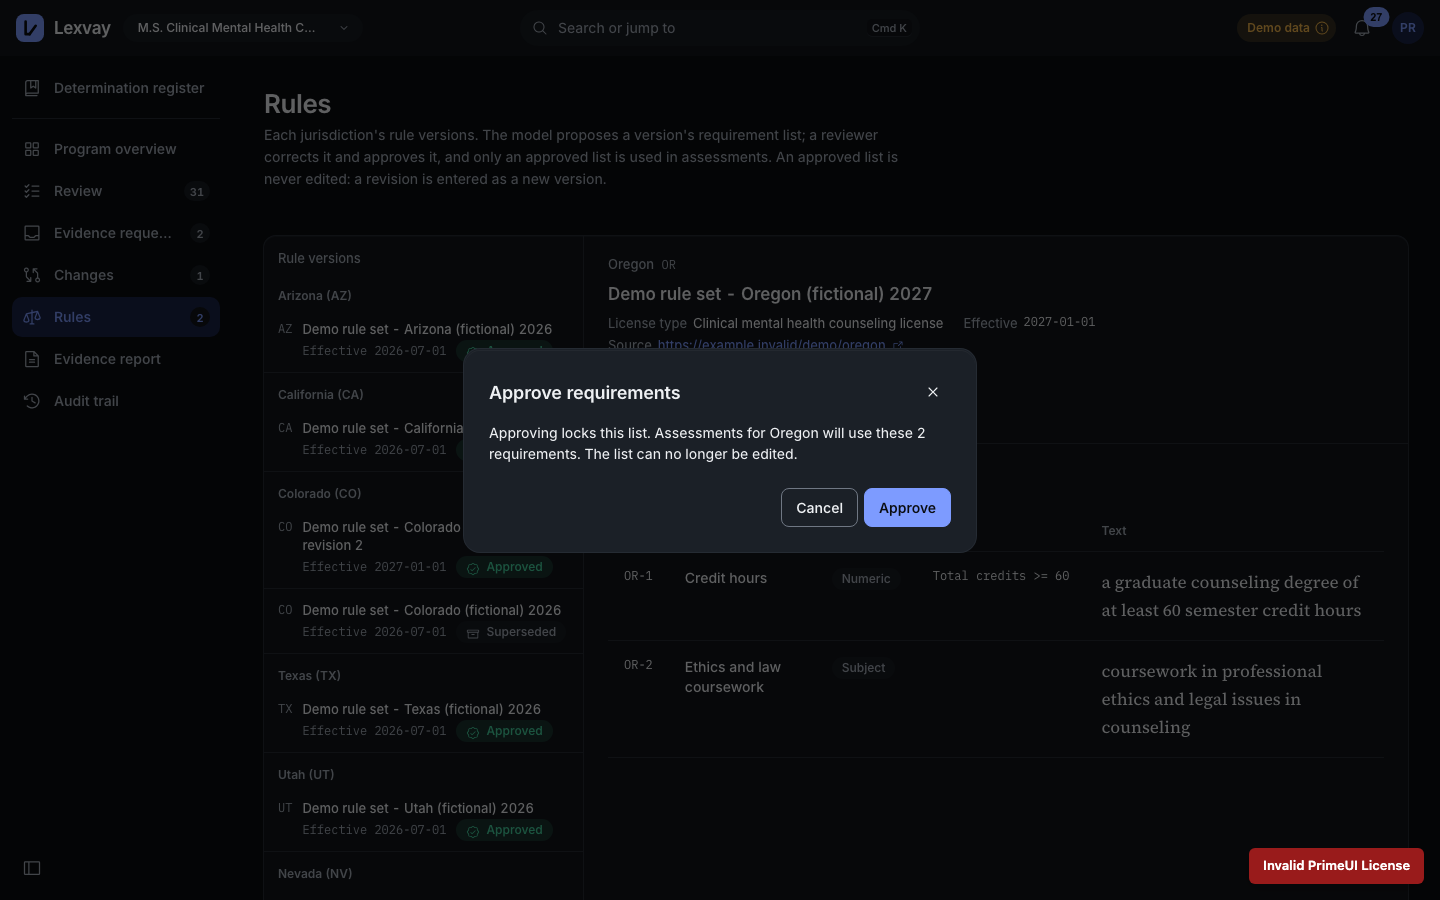 Lexvay
M.S. Clinical Mental Health C...
Search or jump to
Cmd K
Demo data
27
PR
Determination register
Program overview
Review 31
Evidence reque... 2
Changes 1
Rules 2
Evidence report
Audit trail
Rules
Each jurisdiction's rule versions. The model proposes a version's requirement list; a reviewer
corrects it and approves it, and only an approved list is used in assessments. An approved list is
never edited: a revision is entered as a new version.
Rule versions
Arizona (AZ)
AZ Demo rule set - Arizona (fictional) 2026
Effective 2026-07-01
California (CA)
CA Demo rule set - California
Effective 2026-07-01
Colorado (CO)
CO Demo rule set - Colorado
revision 2
Effective 2027-01-01 Approved
CO Demo rule set - Colorado (fictional) 2026
Effective 2026-07-01 Superseded
Texas (TX)
TX Demo rule set - Texas (fictional) 2026
Effective 2026-07-01 Approved
Utah (UT)
UT Demo rule set - Utah (fictional) 2026
Effective 2026-07-01 Approved
Nevada (NV)
Oregon OR
Demo rule set - Oregon (fictional) 2027
License type Clinical mental health counseling license Effective 2027-01-01
Source https://example.invalid/demo/oregon
Approve requirements
Approving locks this list. Assessments for Oregon will use these 2
requirements. The list can no longer be edited.
Cancel
Approve
Text
OR-1 Credit hours Numeric Total credits >= 60 a graduate counseling degree of
at least 60 semester credit hours
OR-2 Ethics and law Subject coursework in professional
coursework ethics and legal issues in
counseling
Invalid PrimeUI License